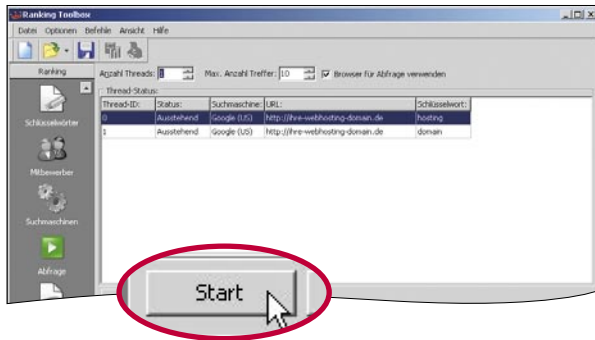 Ranking Toolbox
Datei Optionen Befehle Ansicht Hilfe
Ranking
Anzahl Threads: 1 Max. Anzahl Treffer: 10 Browser für Abfrage verwenden
Thread-Status:
Thread-ID: Status: Suchmaschine: URL: Schlüsselwort:
0 Ausstehend Google (US) http://ihre-webhosting-domain.de hosting
1 Ausstehend Google (US) http://ihre-webhosting-domain.de domain
Schlüsselwörter
Mitbewerber
Suchmaschinen
Abfrage
Start